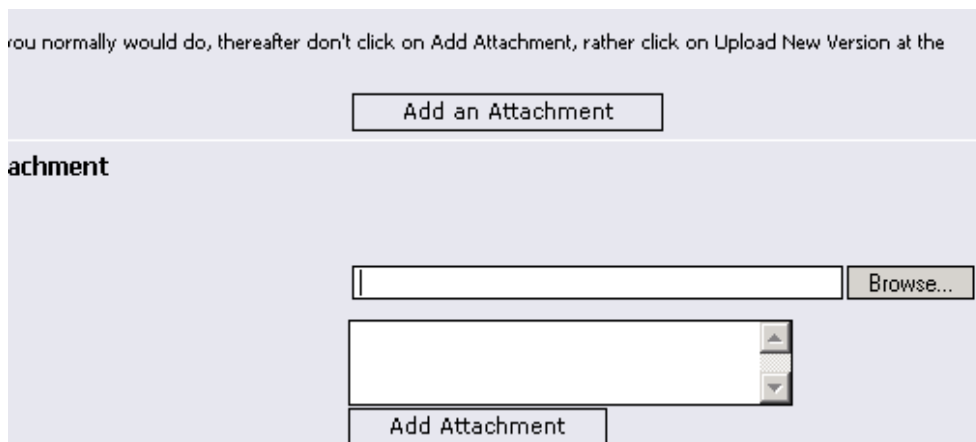 you normally would do, thereafter don't click on Add Attachment, rather click on Upload New Version at the
Add an Attachment
achment
Browse...
Add Attachment